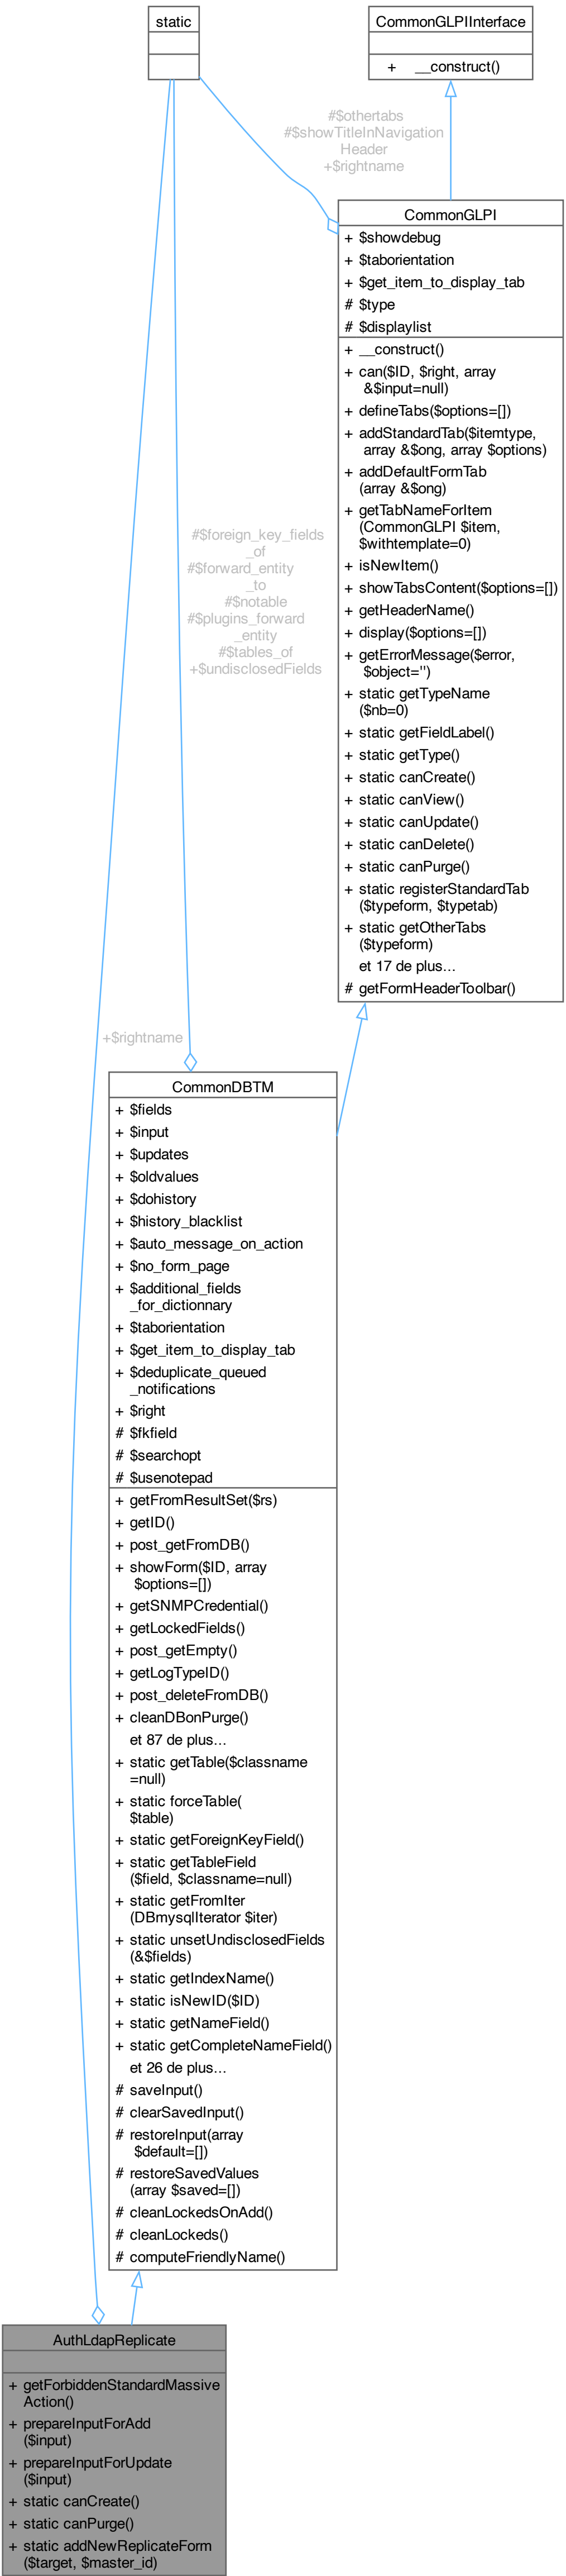 static
CommonGLPIInterface
+ __construct()
#$othertabs
#$showTitleInNavigation
Header
+$rightname
CommonGLPI
+ $showdebug
+ $taborientation
+ $get_item_to_display_tab
# $type
# $displaylist
+ __construct()
+ can($ID, $right, array
&$input=null)
+ defineTabs($options=[])
+ addStandardTab($itemtype,
array &$ong, array $options)
+ addDefaultFormTab
(array &$ong)
+ getTabNameForItem
(CommonGLPI $item,
$withtemplate=0)
+ isNewItem()
+ showTabsContent($options=[])
+ getHeaderName()
+ display($options=[])
+ getErrorMessage($error,
$object='')
+ static getTypeName
($nb=0)
+ static getFieldLabel()
+ static getType()
+ static canCreate()
+ static canView()
+ static canUpdate()
+ static canDelete()
+ static canPurge()
+ static registerStandardTab
($typeform, $typetab)
+ static getOtherTabs
($typeform)
et 17 de plus...
# getFormHeaderToolbar()
#$foreign_key_fields
_of
#$forward_entity
_to
#$notable
#$plugins_forward
_entity
#$tables_of
+$undisclosedFields
+$rightname
CommonDBTM
+ $fields
+ $input
+ $updates
+ $oldvalues
+ $dohistory
+ $history_blacklist
+ $auto_message_on_action
+ $no_form_page
+ $additional_fields
_for_dictionnary
+ $taborientation
+ $get_item_to_display_tab
+ $deduplicate_queued
_notifications
+ $right
# $fkfield
# $searchopt
# $usenotepad
+ getFromResultSet($rs)
+ getID()
+ post_getFromDB()
+ showForm($ID, array
$options=[])
+ getSNMPCredential()
+ getLockedFields()
+ post_getEmpty()
+ getLogTypeID()
+ post_deleteFromDB()
+ cleanDBonPurge()
et 87 de plus...
+ static getTable($classname
=null)
+ static forceTable(
$table)
+ static getForeignKeyField()
+ static getTableField
($field, $classname=null)
+ static getFromIter
(DBmysqlIterator $iter)
+ static unsetUndisclosedFields
(&$fields)
+ static getIndexName()
+ static isNewID($ID)
+ static getNameField()
+ static getCompleteNameField()
et 26 de plus...
# saveInput()
# clearSavedInput()
# restoreInput(array
$default=[])
# restoreSavedValues
(array $saved=[])
# cleanLockedsOnAdd()
# cleanLockeds()
# computeFriendlyName()
AuthLdapReplicate
+ getForbiddenStandardMassive
Action()
+ prepareInputForAdd
($input)
+ prepareInputForUpdate
($input)
+ static canCreate()
+ static canPurge()
+ static addNewReplicateForm
($target, $master_id)